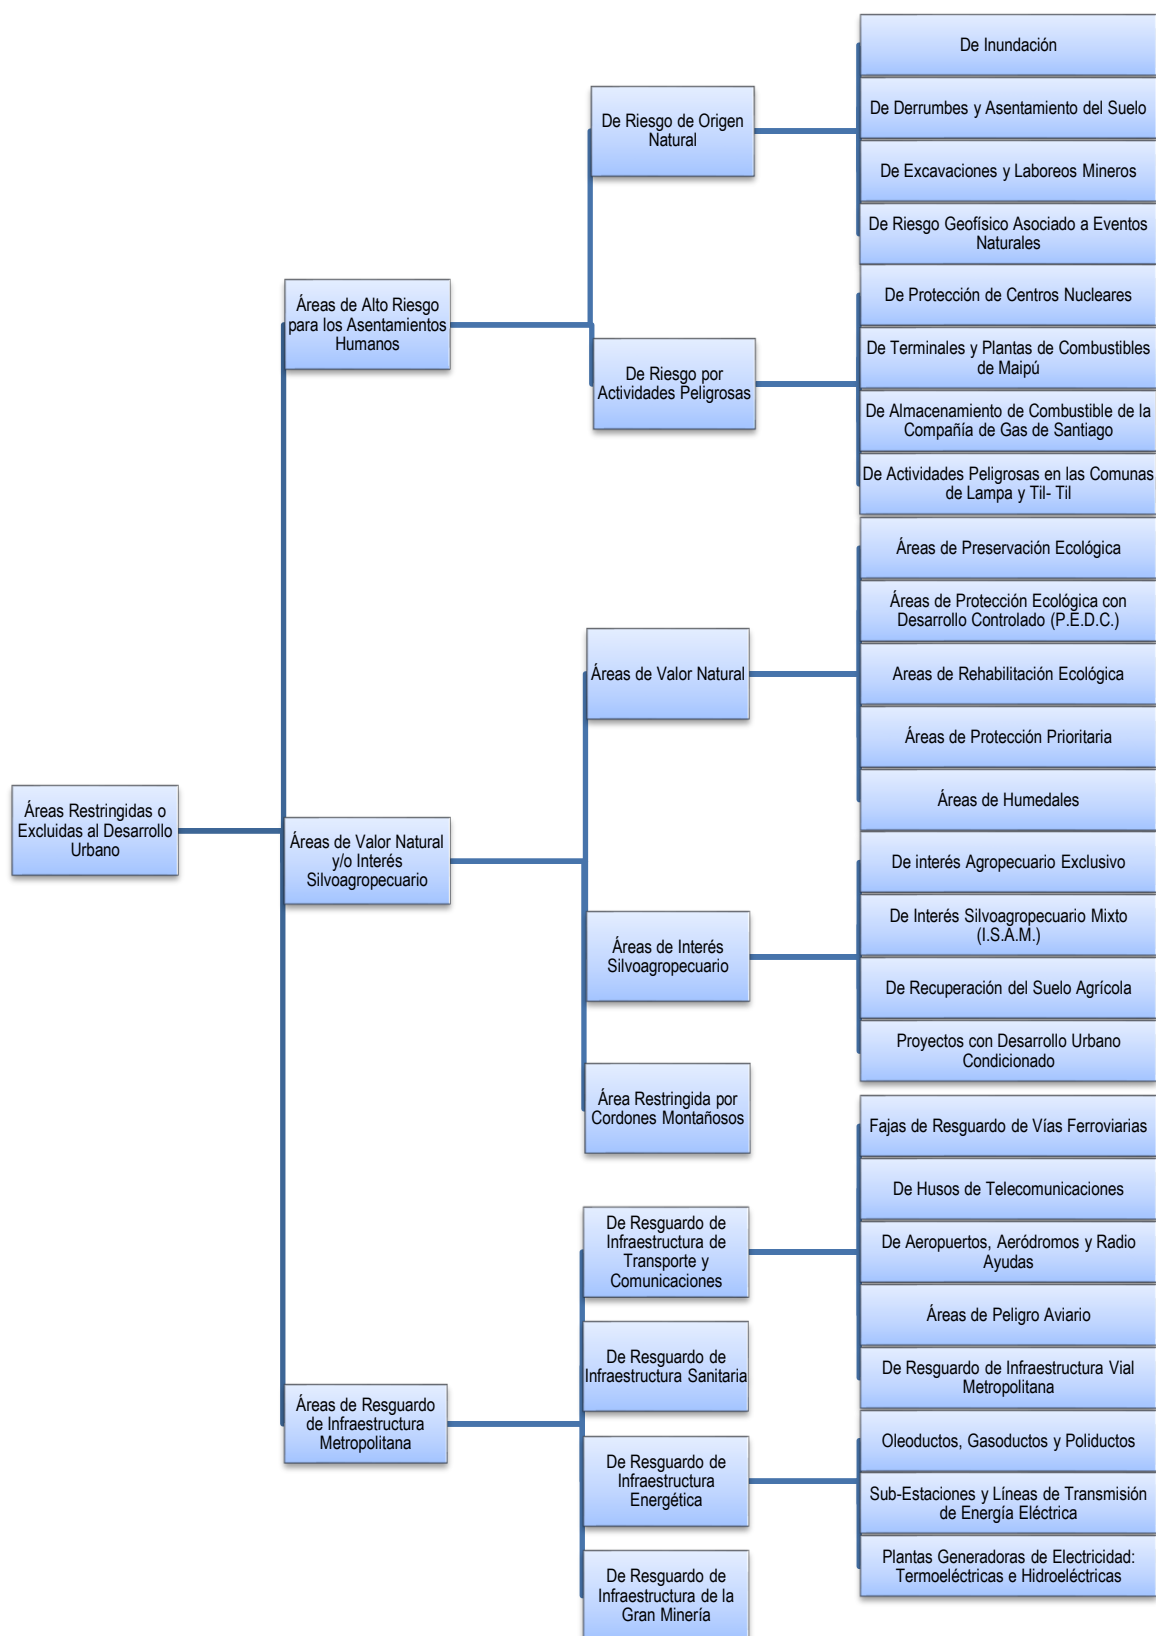 Áreas Restringidas o
Excluidas al Desarrollo
Urbano
Áreas de Alto Riesgo
para los Asentamientos
Humanos
De Riesgo de Origen
Natural
De Inundación
De Derrumbes y Asentamiento del Suelo
De Excavaciones y Laboreos Mineros
De Riesgo Geofísico Asociado a Eventos
Naturales
De Riesgo por
Actividades Peligrosas
De Protección de Centros Nucleares
De Terminales y Plantas de Combustibles
de Maipú
De Almacenamiento de Combustible de la
Compañía de Gas de Santiago
De Actividades Peligrosas en las Comunas
de Lampa y Til- Til
Áreas de Valor Natural
y/o Interés
Silvoagropecuario
Áreas de Valor Natural
Áreas de Preservación Ecológica
Áreas de Protección Ecológica con
Desarrollo Controlado (P.E.D.C.)
Areas de Rehabilitación Ecológica
Áreas de Protección Prioritaria
Áreas de Humedales
Áreas de Interés
Silvoagropecuario
De interés Agropecuario Exclusivo
De Interés Silvoagropecuario Mixto
(I.S.A.M.)
De Recuperación del Suelo Agrícola
Proyectos con Desarrollo Urbano
Condicionado
Área Restringida por
Cordones Montañosos
Áreas de Resguardo
de Infraestructura
Metropolitana
De Resguardo de
Infraestructura de
Transporte y
Comunicaciones
Fajas de Resguardo de Vías Ferroviarias
De Husos de Telecomunicaciones
De Aeropuertos, Aeródromos y Radio
Ayudas
Áreas de Peligro Aviario
De Resguardo de Infraestructura Vial
Metropolitana
De Resguardo de
Infraestructura Sanitaria
De Resguardo de
Infraestructura
Energética
Oleoductos, Gasoductos y Poliductos
Sub-Estaciones y Líneas de Transmisión
de Energía Eléctrica
Plantas Generadoras de Electricidad:
Termoeléctricas e Hidroeléctricas
De Resguardo de
Infraestructura de la
Gran Minería